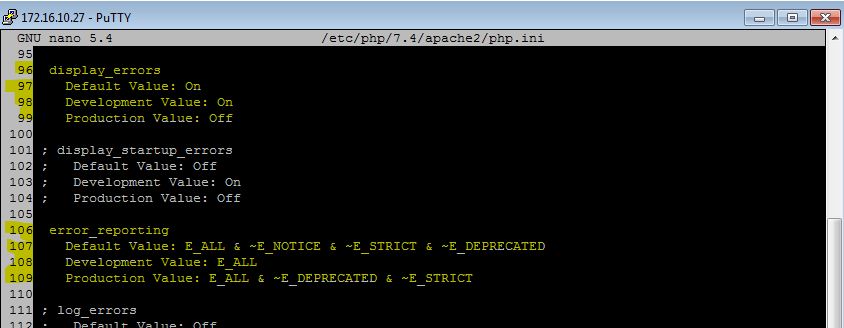 172.16.10.27 - PuTTY
GNU nano 5.4 /etc/php/7.4/apache2/php.ini
95
96 display_errors
97 Default Value: On
98 Development Value: On
99 Production Value: Off
100
101 ; display_startup_errors
102 ; Default Value: Off
103 ; Development Value: On
104 ; Production Value: Off
105
106 error_reporting
107 Default Value: E_ALL & ~E_NOTICE & ~E_STRICT & ~E_DEPRECATED
108 Development Value: E_ALL
109 Production Value: E_ALL & ~E_DEPRECATED & ~E_STRICT
110
111 ; log_errors
112 ; Default Value: Off